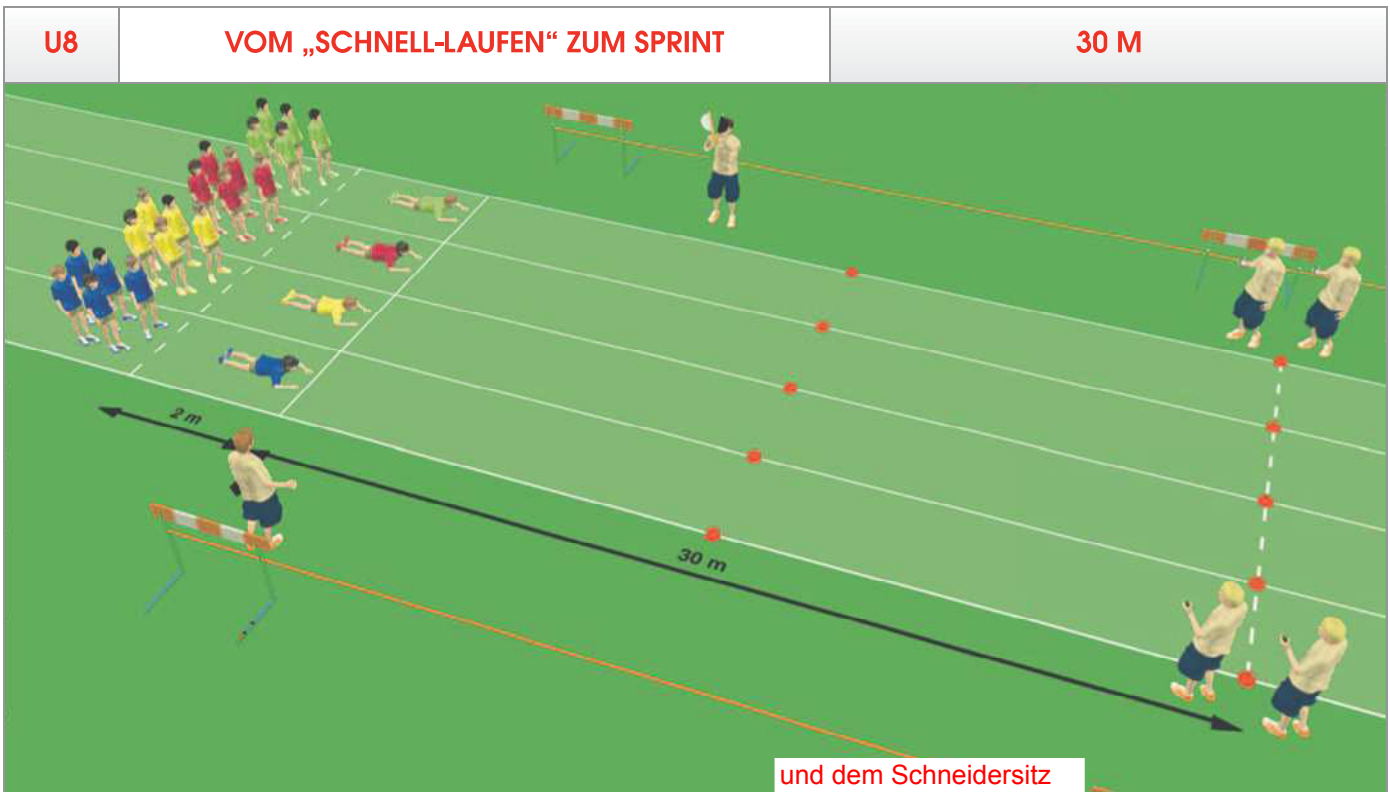 U8
VOM „SCHNELL-LAUFEN“ ZUM SPRINT
30 M
2 m
30 m
und dem Schneidersitz